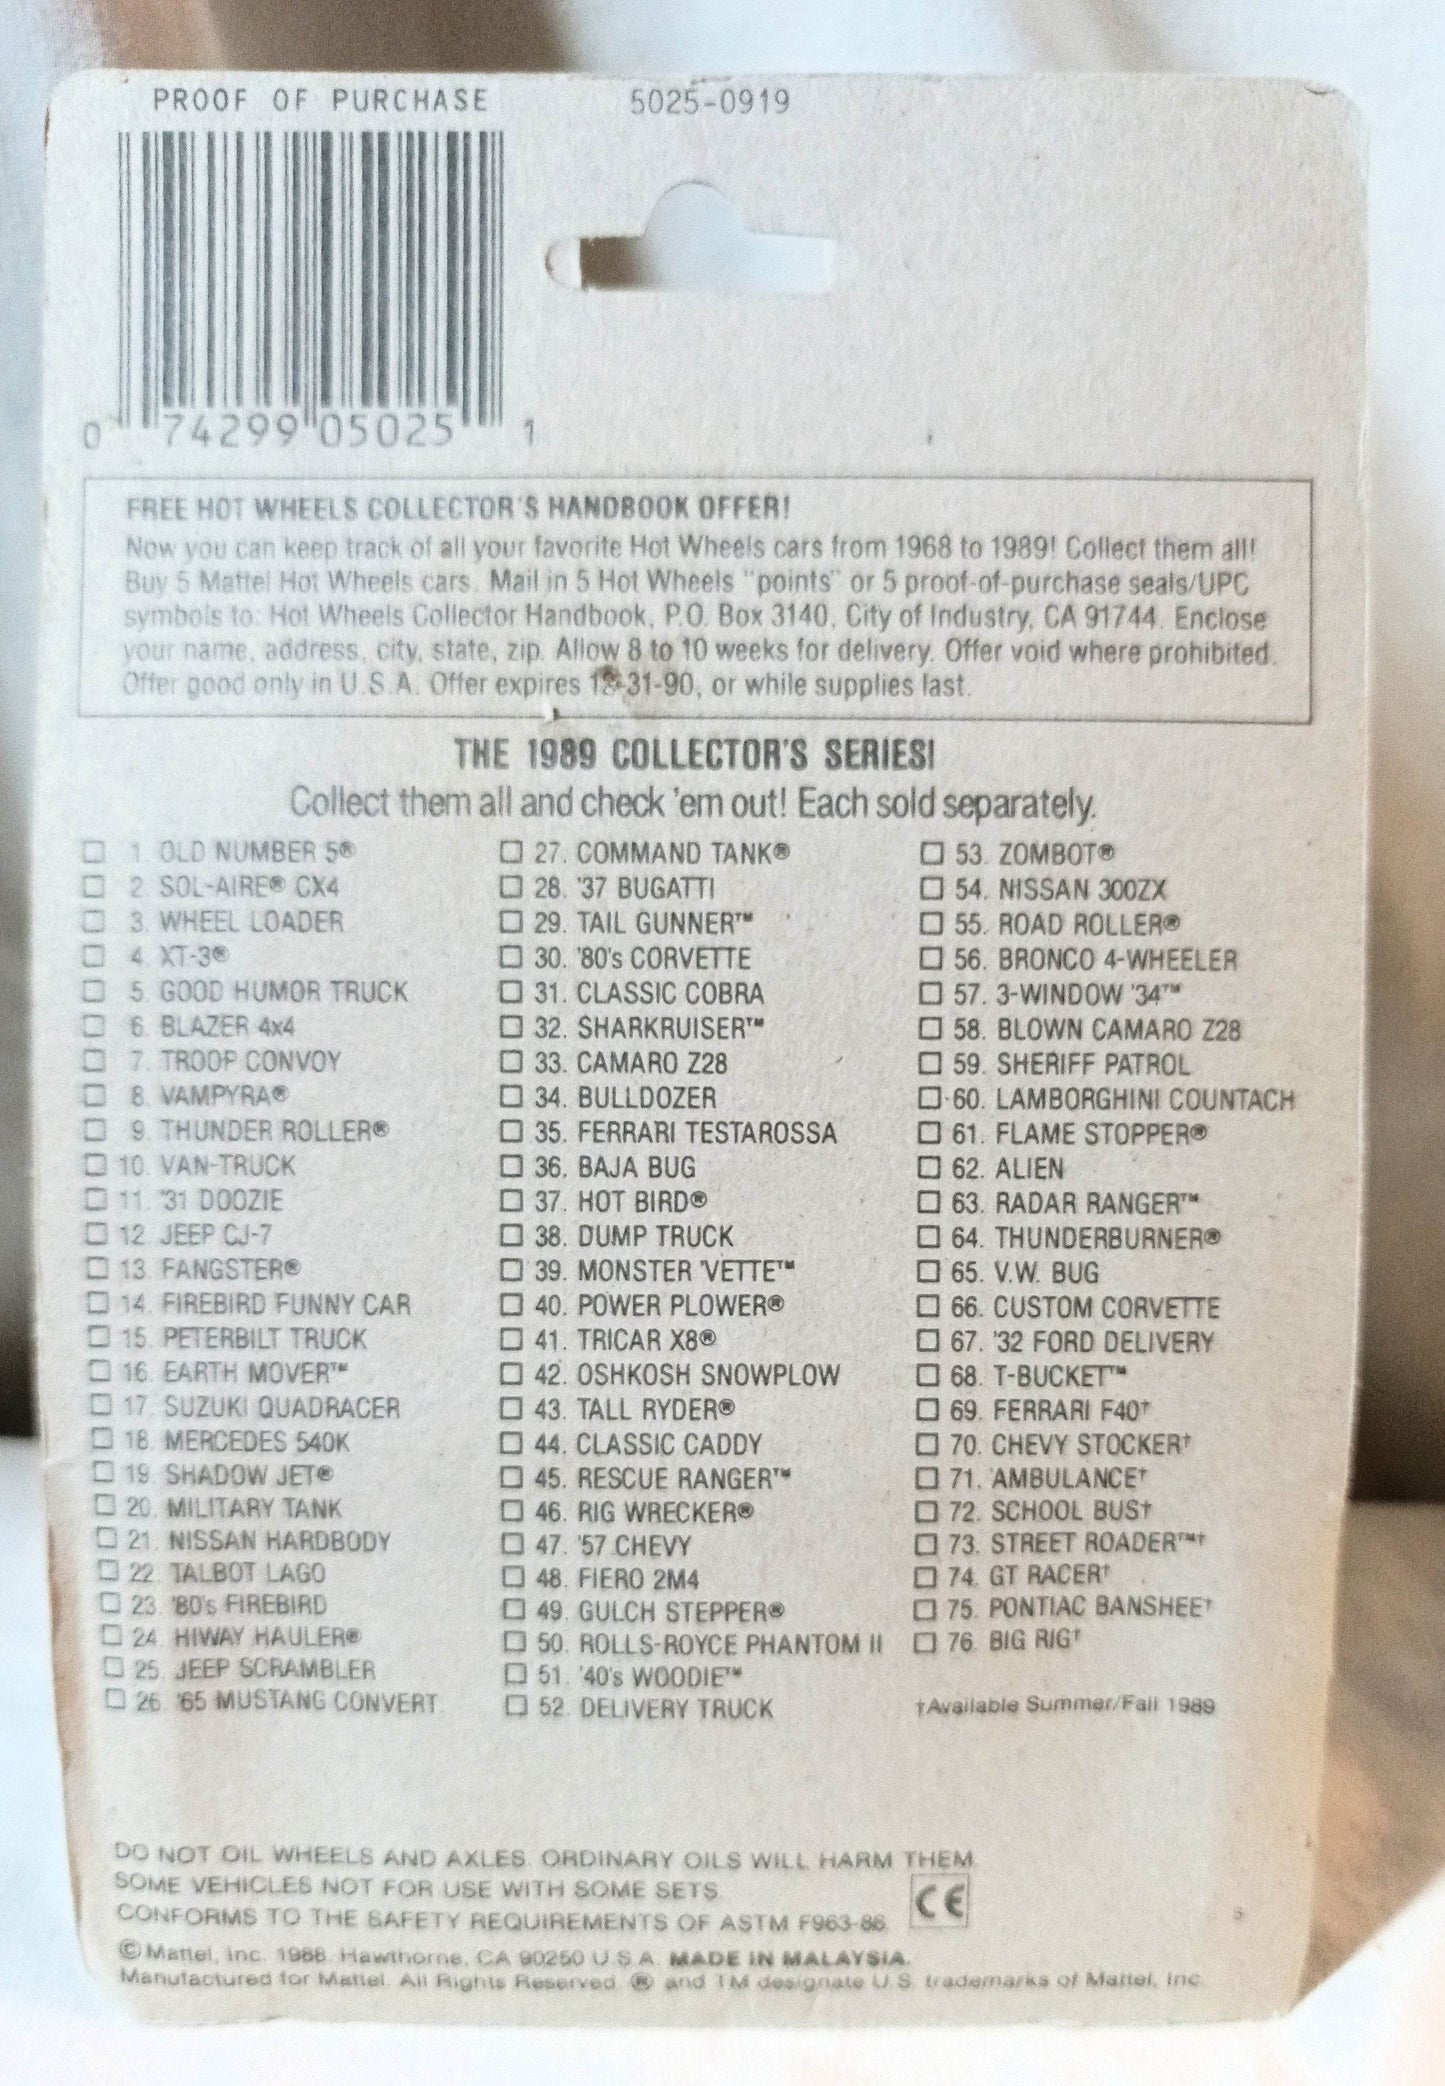 PROOF OF PURCHASE 5025-0919
0 74299 05025 1
FREE HOT WHEELS COLLECTOR'S HANDBOOK OFFER!
Now you can keep track of all your favorite Hot Wheels cars from 1968 to 1989! Collect them all!
Buy 5 Mattel Hot Wheels cars. Mail in 5 Hot Wheels "points" or 5 proof-of-purchase seals/UPC
symbols to: Hot Wheels Collector Handbook, P.O. Box 3140, City of Industry, CA 91744. Enclose
your name, address, city, state, zip. Allow 8 to 10 weeks for delivery. Offer void where prohibited.
Offer good only in U.S.A. Offer expires 12-31-90, or while supplies last.
THE 1989 COLLECTOR'S SERIES!
Collect them all and check 'em out! Each sold separately.
1. OLD NUMBER 5®
2. SOL-AIRE® CX4
3. WHEEL LOADER
4. XT-3®
5. GOOD HUMOR TRUCK
6. BLAZER 4x4
7. TROOP CONVOY
8. VAMPYRA®
9. THUNDER ROLLER®
10. VAN-TRUCK
11. '31 DOOZIE
12. JEEP CJ-7
13. FANGSTER®
14. FIREBIRD FUNNY CAR
15. PETERBILT TRUCK
16. EARTH MOVER™
17. SUZUKI QUADRACER
18. MERCEDES 540K
19. SHADOW JET®
20. MILITARY TANK
21. NISSAN HARDBODY
22. TALBOT LAGO
23. '80's FIREBIRD
24. HIWAY HAULER®
25. JEEP SCRAMBLER
26. '65 MUSTANG CONVERT.
27. COMMAND TANK®
28. '37 BUGATTI
29. TAIL GUNNER™
30. '80's CORVETTE
31. CLASSIC COBRA
32. SHARKRUISER™
33. CAMARO Z28
34. BULLDOZER
35. FERRARI TESTAROSSA
36. BAJA BUG
37. HOT BIRD®
38. DUMP TRUCK
39. MONSTER 'VETTE™
40. POWER PLOWER®
41. TRICAR X8®
42. OSHKOSH SNOWPLOW
43. TALL RYDER®
44. CLASSIC CADDY
45. RESCUE RANGER™
46. RIG WRECKER®
47. '57 CHEVY
48. FIERO 2M4
49. GULCH STEPPER®
50. ROLLS-ROYCE PHANTOM II
51. '40's WOODIE™
52. DELIVERY TRUCK
53. ZOMBOT®
54. NISSAN 300ZX
55. ROAD ROLLER®
56. BRONCO 4-WHEELER
57. 3-WINDOW '34™
58. BLOWN CAMARO Z28
59. SHERIFF PATROL
60. LAMBORGHINI COUNTACH
61. FLAME STOPPER®
62. ALIEN
63. RADAR RANGER™
64. THUNDERBURNER®
65. V.W. BUG
66. CUSTOM CORVETTE
67. '32 FORD DELIVERY
68. T-BUCKET™
69. FERRARI F40†
70. CHEVY STOCKER†
71. AMBULANCE†
72. SCHOOL BUS†
73. STREET ROADER™†
74. GT RACER†
75. PONTIAC BANSHEE†
76. BIG RIG†
†Available Summer/Fall 1989
DO NOT OIL WHEELS AND AXLES. ORDINARY OILS WILL HARM THEM.
SOME VEHICLES NOT FOR USE WITH SOME SETS.
CONFORMS TO THE SAFETY REQUIREMENTS OF ASTM F963-86.
CE
©Mattel, Inc. 1988. Hawthorne, CA 90250 U.S.A. MADE IN MALAYSIA.
Manufactured for Mattel. All Rights Reserved. ® and TM designate U.S. trademarks of Mattel, Inc.